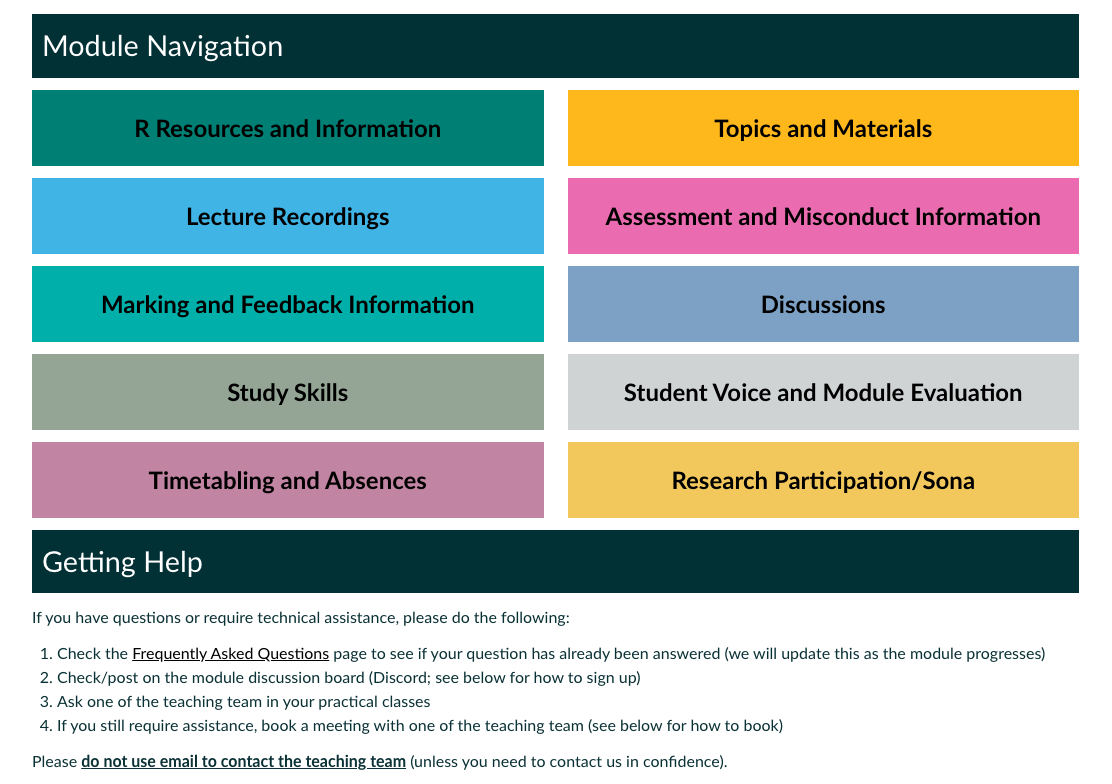 Module Navigation
R Resources and Information
Topics and Materials
Lecture Recordings
Assessment and Misconduct Information
Marking and Feedback Information
Discussions
Study Skills
Student Voice and Module Evaluation
Timetabling and Absences
Research Participation/Sona
Getting Help
If you have questions or require technical assistance, please do the following:
1. Check the Frequently Asked Questions page to see if your question has already been answered (we will update this as the module progresses)
2. Check/post on the module discussion board (Discord; see below for how to sign up)
3. Ask one of the teaching team in your practical classes
4. If you still require assistance, book a meeting with one of the teaching team (see below for how to book)
Please do not use email to contact the teaching team (unless you need to contact us in confidence).